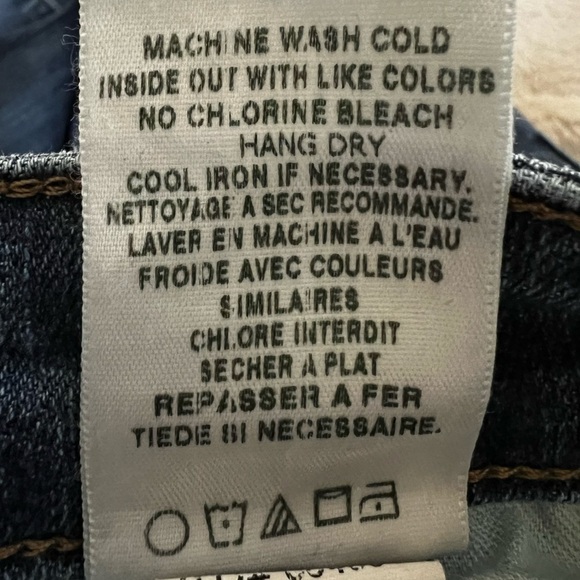 MACHINE WASH COLD
INSIDE OUT WITH LIKE COLORS
NO CHLORINE BLEACH
HANG DRY
COOL IRON IF NECESSARY.
NETTOYAGE A SEC RECOMMANDE.
LAVER EN MACHINE A L'EAU
FROIDE AVEC COULEURS
SIMILAIRES
CHLORE INTERDIT
SECHER A PLAT
REPASSER A FER
TIEDE SI NECESSAIRE.